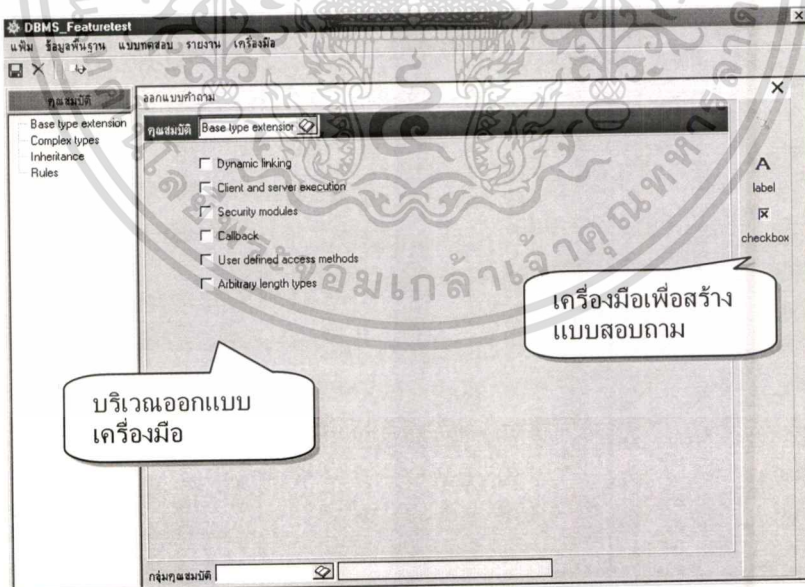 DBMS_Featuretest
แฟ้ม ข้อมูลพื้นฐาน แบบทดสอบ รายงาน เครื่องมือ
คุณสมบัติ
ออกแบบคำถาม
Base type extension
Complex types
Inheritance
Rules
คุณสมบัติ Base type extension
Dynamic linking
Client and server execution
Security modules
Callback
User defined access methods
Arbitrary length types
A
label
checkbox
เครื่องมือเพื่อสร้าง
แบบสอบถาม
บริเวณออกแบบ
เครื่องมือ
กลุ่มคุณสมบัติ